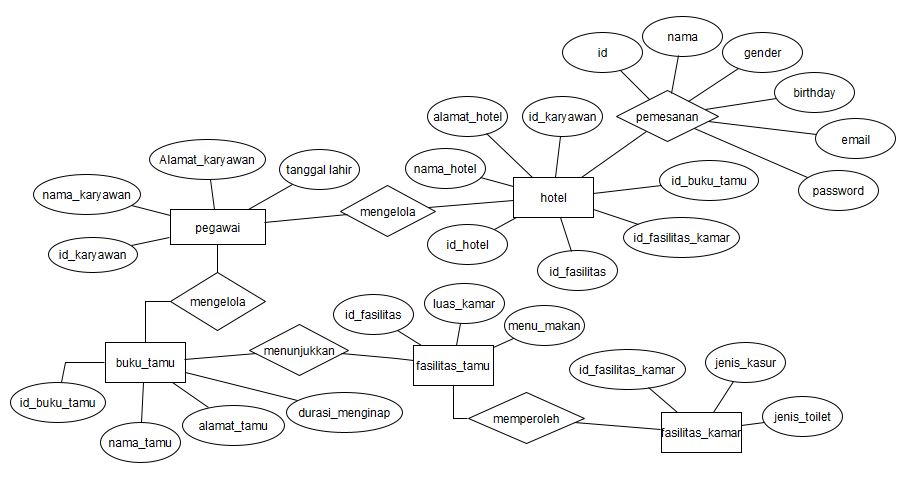 nama
id
gender
birthday
alamat_hotel
id_karyawan
pemesanan
email
Alamat_karyawan
tanggal lahir
nama_hotel
id_buku_tamu
password
nama_karyawan
hotel
mengelola
pegawai
id_fasilitas_kamar
id_hotel
id_karyawan
id_fasilitas
mengelola
luas_kamar
id_fasilitas
menu_makan
menunjukkan
buku_tamu
fasilitas_tamu
jenis_kasur
id_fasilitas_kamar
id_buku_tamu
durasi_menginap
jenis_toilet
memperoleh
alamat_tamu
fasilitas_kamar
nama_tamu